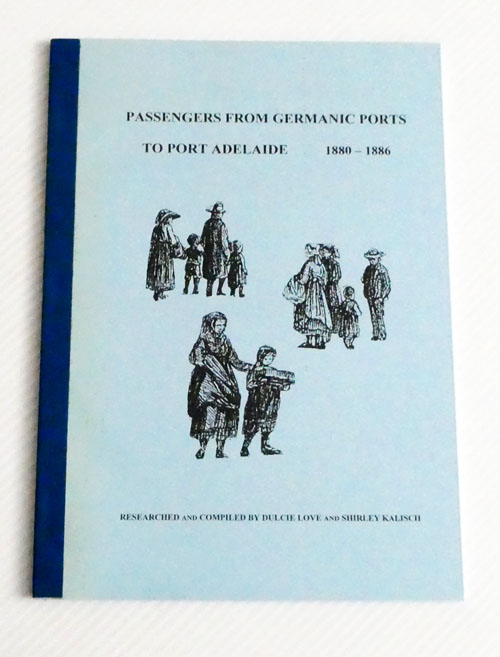 PASSENGERS FROM GERMANIC PORTS
TO PORT ADELAIDE 1880 – 1886
RESEARCHED AND COMPILED BY DULCIE LOVE AND SHIRLEY KALISCH